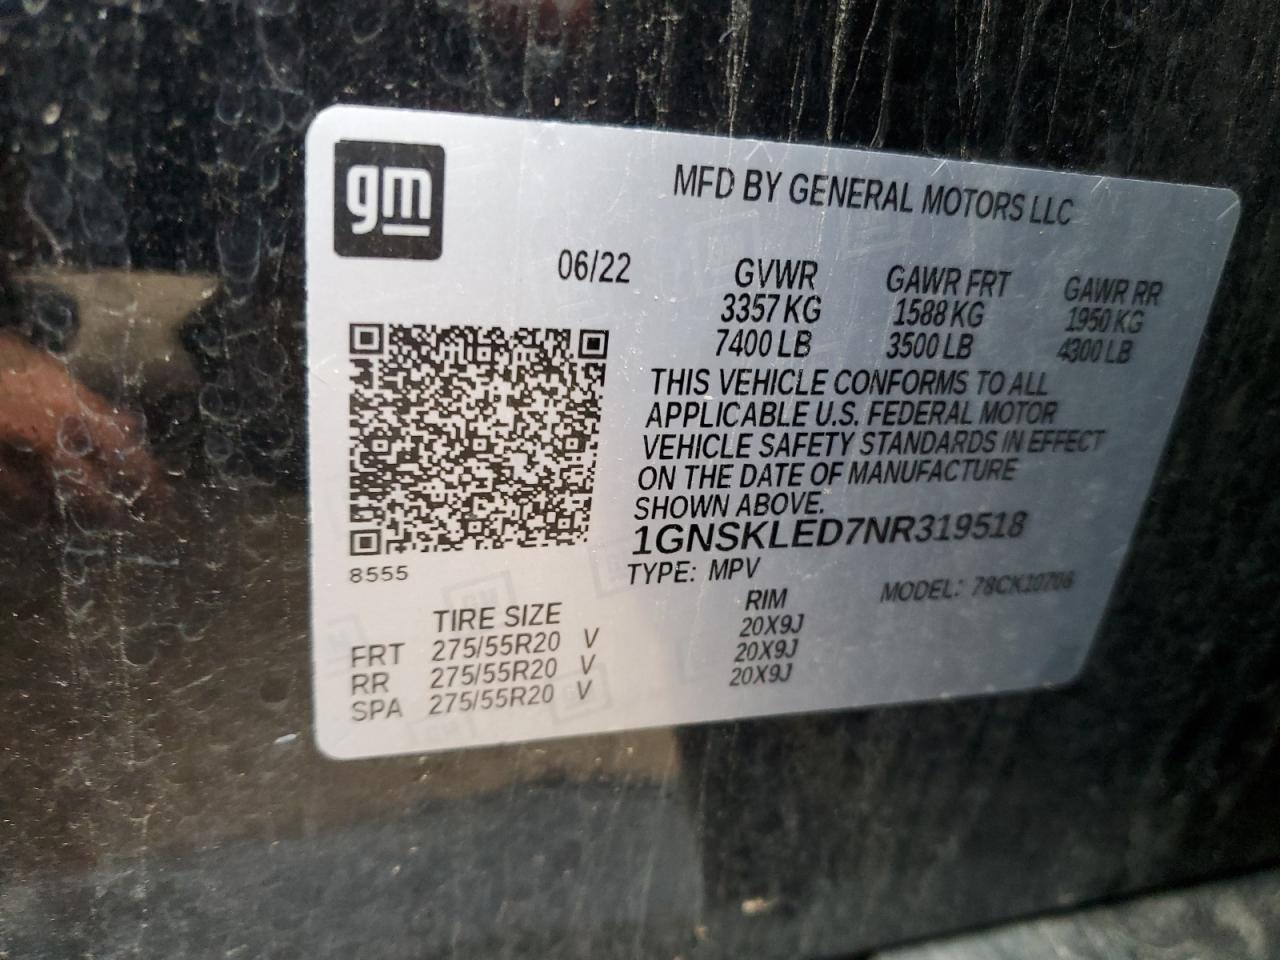 gm
MFD BY GENERAL MOTORS LLC
06/22 GVWR GAWR FRT GAWR RR
3357 KG 1588 KG 1950 KG
7400 LB 3500 LB 4300 LB
THIS VEHICLE CONFORMS TO ALL
APPLICABLE U.S. FEDERAL MOTOR
VEHICLE SAFETY STANDARDS IN EFFECT
ON THE DATE OF MANUFACTURE
SHOWN ABOVE.
1GNSKLED7NR319518
8555
TYPE: MPV MODEL: 78CK10706
TIRE SIZE RIM
FRT 275/55R20 V 20X9J
RR 275/55R20 V 20X9J
SPA 275/55R20 V 20X9J